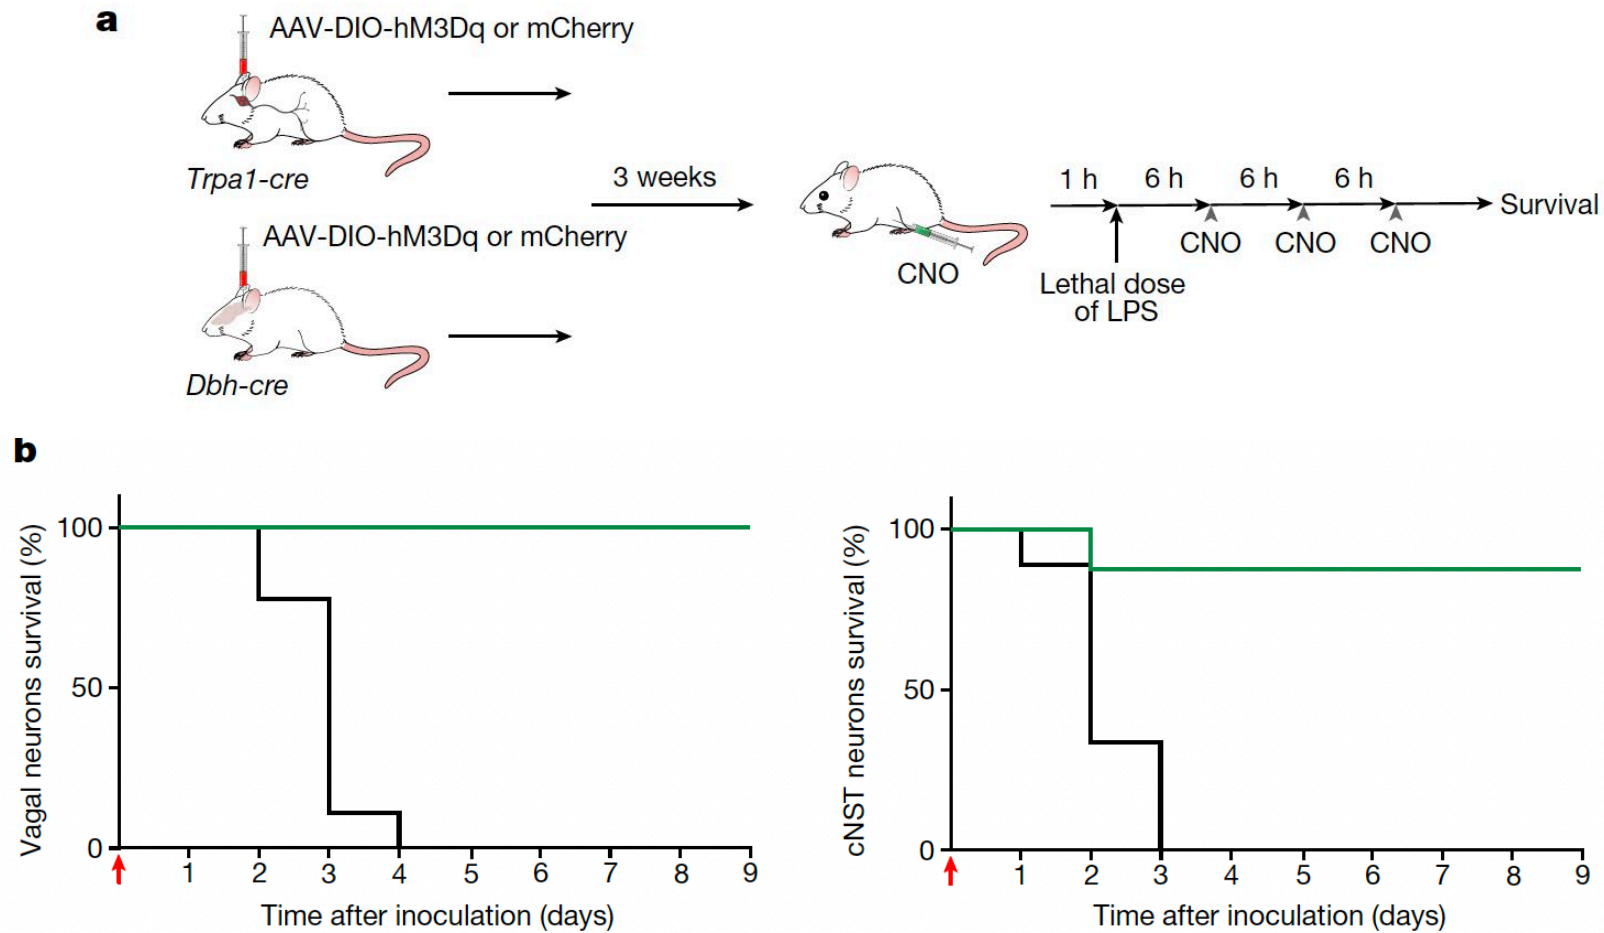 a
AAV-DIO-hM3Dq or mCherry
Trpa1-cre
AAV-DIO-hM3Dq or mCherry
Dbh-cre
3 weeks
CNO
1 h
6 h
6 h
6 h
Survival
CNO
CNO
CNO
Lethal dose
of LPS
b
Vagal neurons survival (%)
100
50
0
1 2 3 4 5 6 7 8 9
Time after inoculation (days)
cNST neurons survival (%)
100
50
0
1 2 3 4 5 6 7 8 9
Time after inoculation (days)